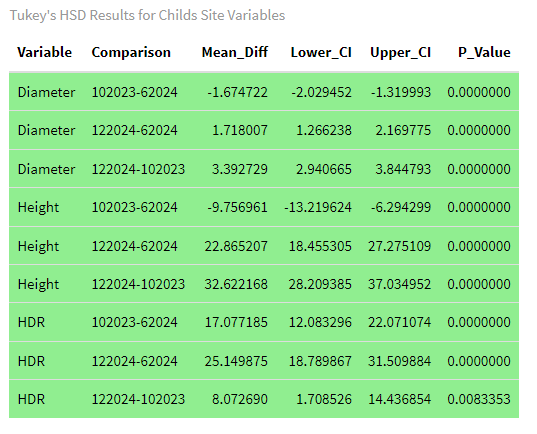 Tukey's HSD Results for Childs Site Variables
Variable Comparison Mean_Diff Lower_CI Upper_CI P_Value
Diameter 102023-62024 -1.674722 -2.029452 -1.319993 0.0000000
Diameter 122024-62024 1.718007 1.266238 2.169775 0.0000000
Diameter 122024-102023 3.392729 2.940665 3.844793 0.0000000
Height 102023-62024 -9.756961 -13.219624 -6.294299 0.0000000
Height 122024-62024 22.865207 18.455305 27.275109 0.0000000
Height 122024-102023 32.622168 28.209385 37.034952 0.0000000
HDR 102023-62024 17.077185 12.083296 22.071074 0.0000000
HDR 122024-62024 25.149875 18.789867 31.509884 0.0000000
HDR 122024-102023 8.072690 1.708526 14.436854 0.0083353